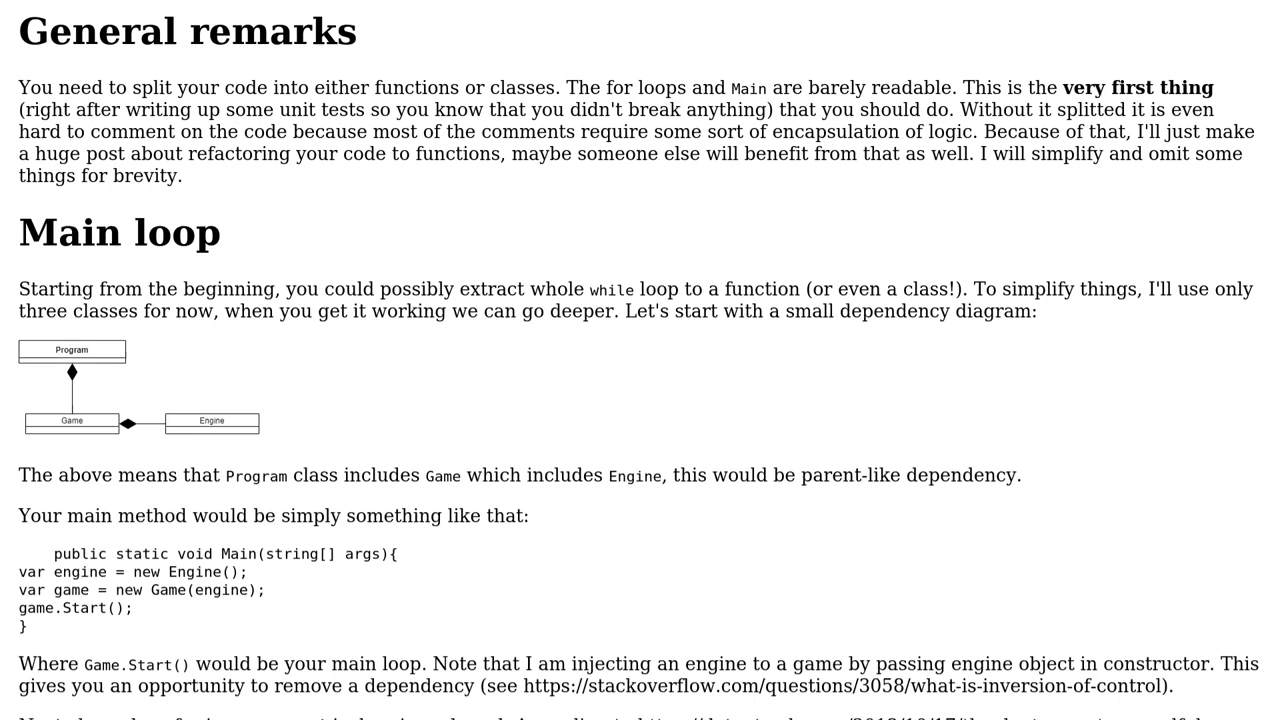 General remarks
You need to split your code into either functions or classes. The for loops and Main are barely readable. This is the very first thing
(right after writing up some unit tests so you know that you didn't break anything) that you should do. Without it splitted it is even
hard to comment on the code because most of the comments require some sort of encapsulation of logic. Because of that, I'll just make
a huge post about refactoring your code to functions, maybe someone else will benefit from that as well. I will simplify and omit some
things for brevity.
Main loop
Starting from the beginning, you could possibly extract whole while loop to a function (or even a class!). To simplify things, I'll use only
three classes for now, when you get it working we can go deeper. Let's start with a small dependency diagram:
Program
Game Engine
The above means that Program class includes Game which includes Engine, this would be parent-like dependency.
Your main method would be simply something like that:
public static void Main(string[] args){
var engine = new Engine();
var game = new Game(engine);
game.Start();
}
Where Game.Start() would be your main loop. Note that I am injecting an engine to a game by passing engine object in constructor. This
gives you an opportunity to remove a dependency (see https://stackoverflow.com/questions/3058/what-is-inversion-of-control).